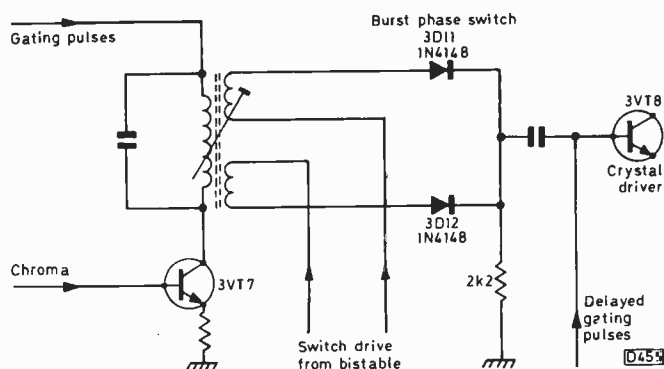 Burst phase switch
Gating pulses
3D11
1N4148
3VT8
Crystal
driver
3D12
1N4148
Chroma
3VT7
2k2
Delayed
gating
pulses
Switch drive
from bistable